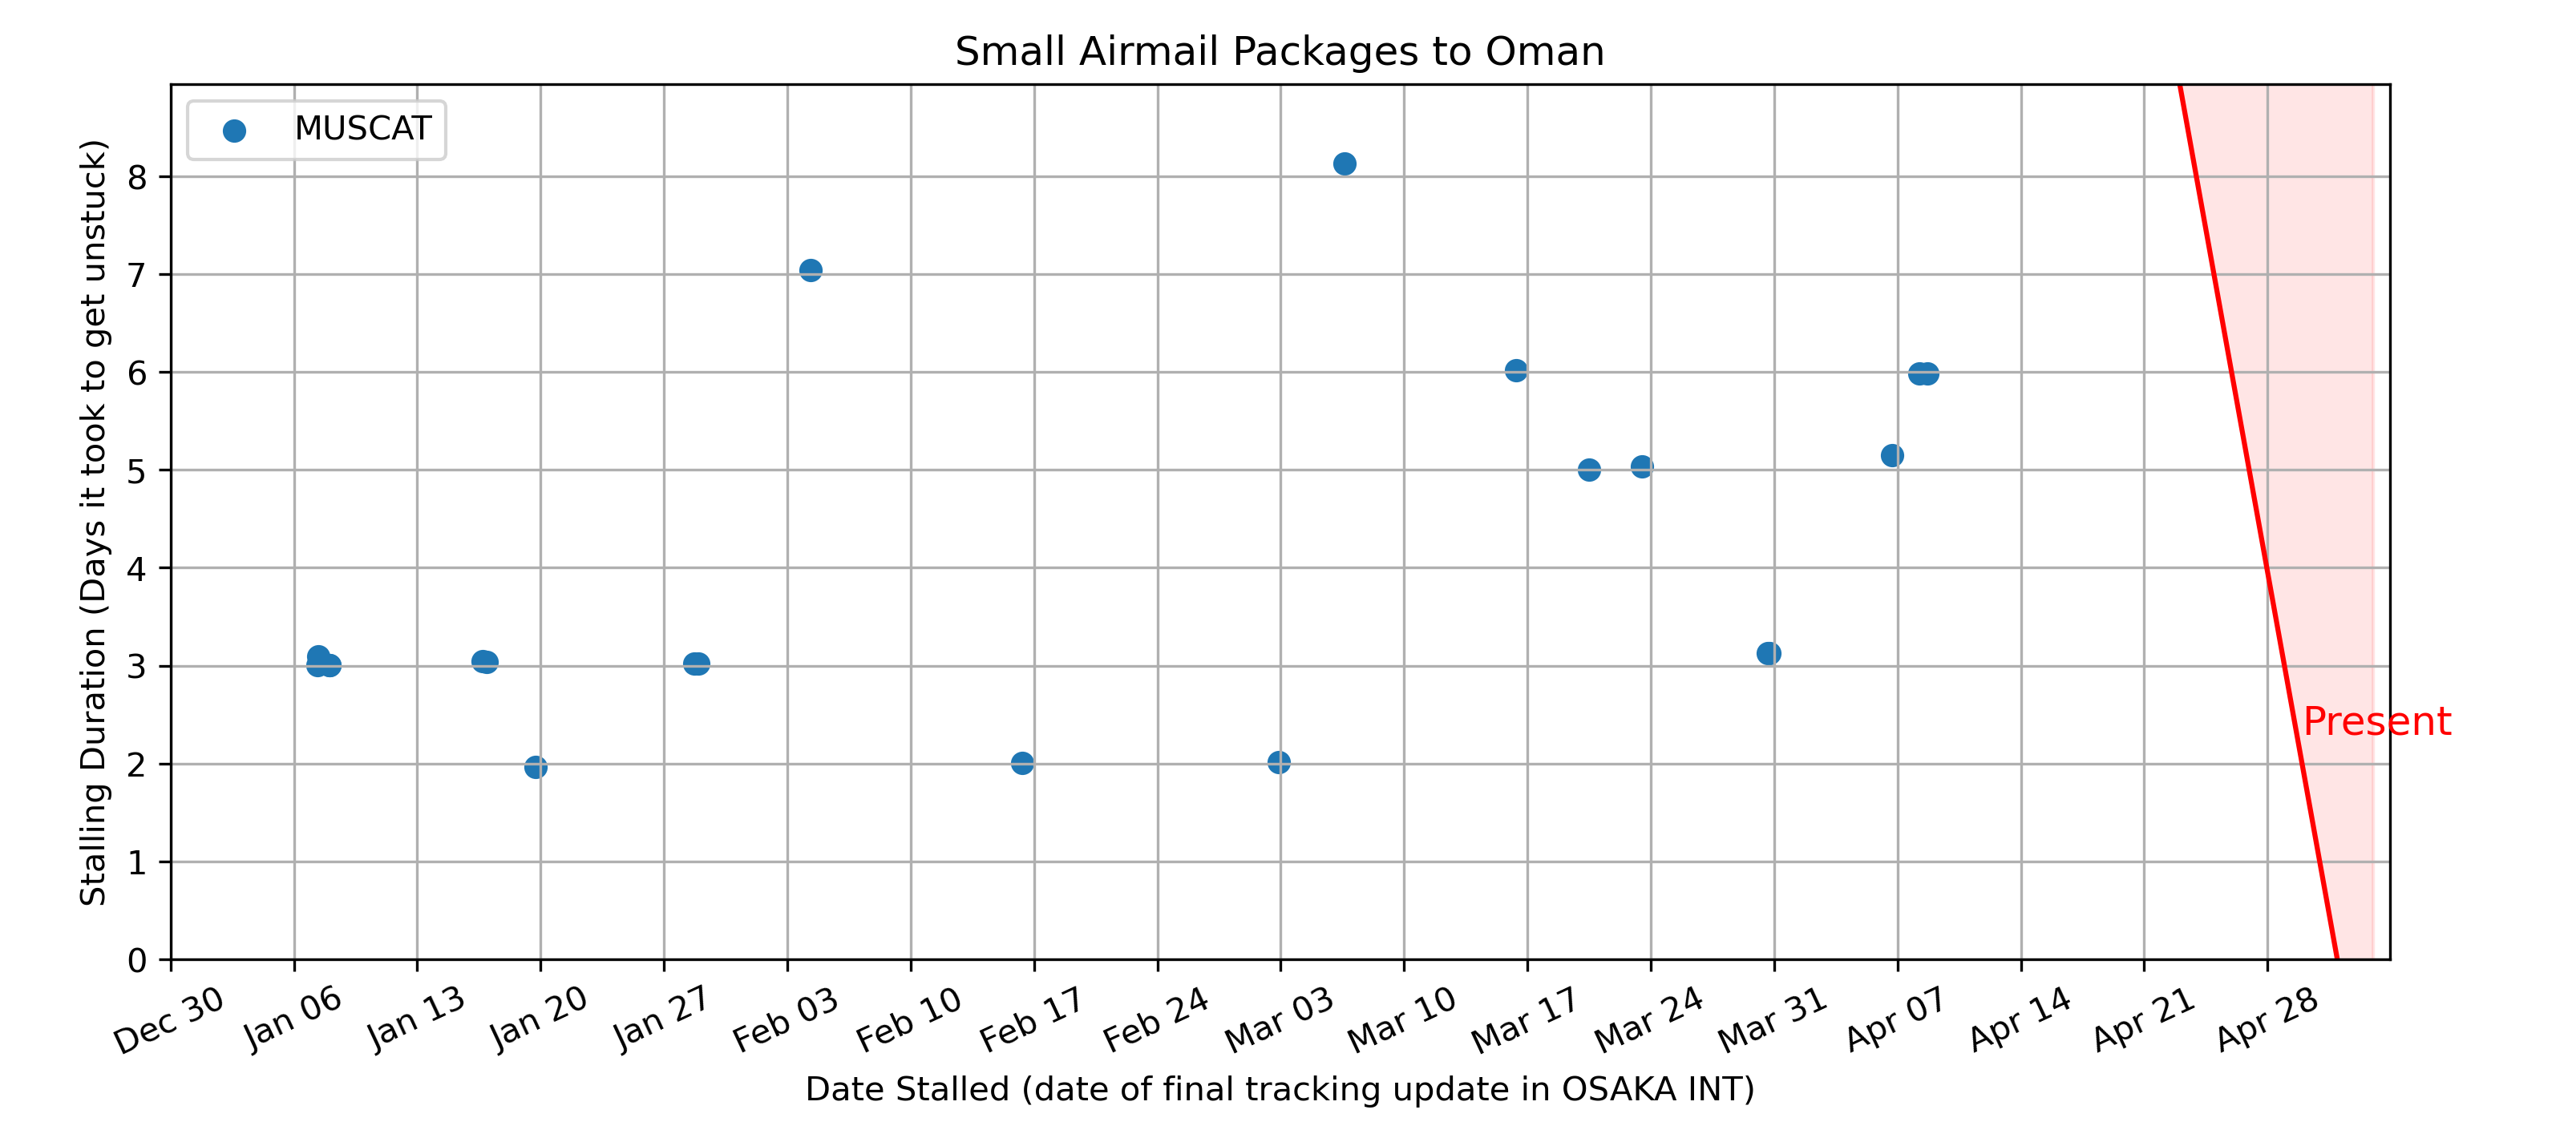 Small Airmail Packages to Oman
MUSCAT
Stalling Duration (Days it took to get unstuck)
8
7
6
5
4
3
2
1
0
Present
Dec 30 Jan 06 Jan 13 Jan 20 Jan 27 Feb 03 Feb 10 Feb 17 Feb 24 Mar 03 Mar 10 Mar 17 Mar 24 Mar 31 Apr 07 Apr 14 Apr 21 Apr 28
Date Stalled (date of final tracking update in OSAKA INT)